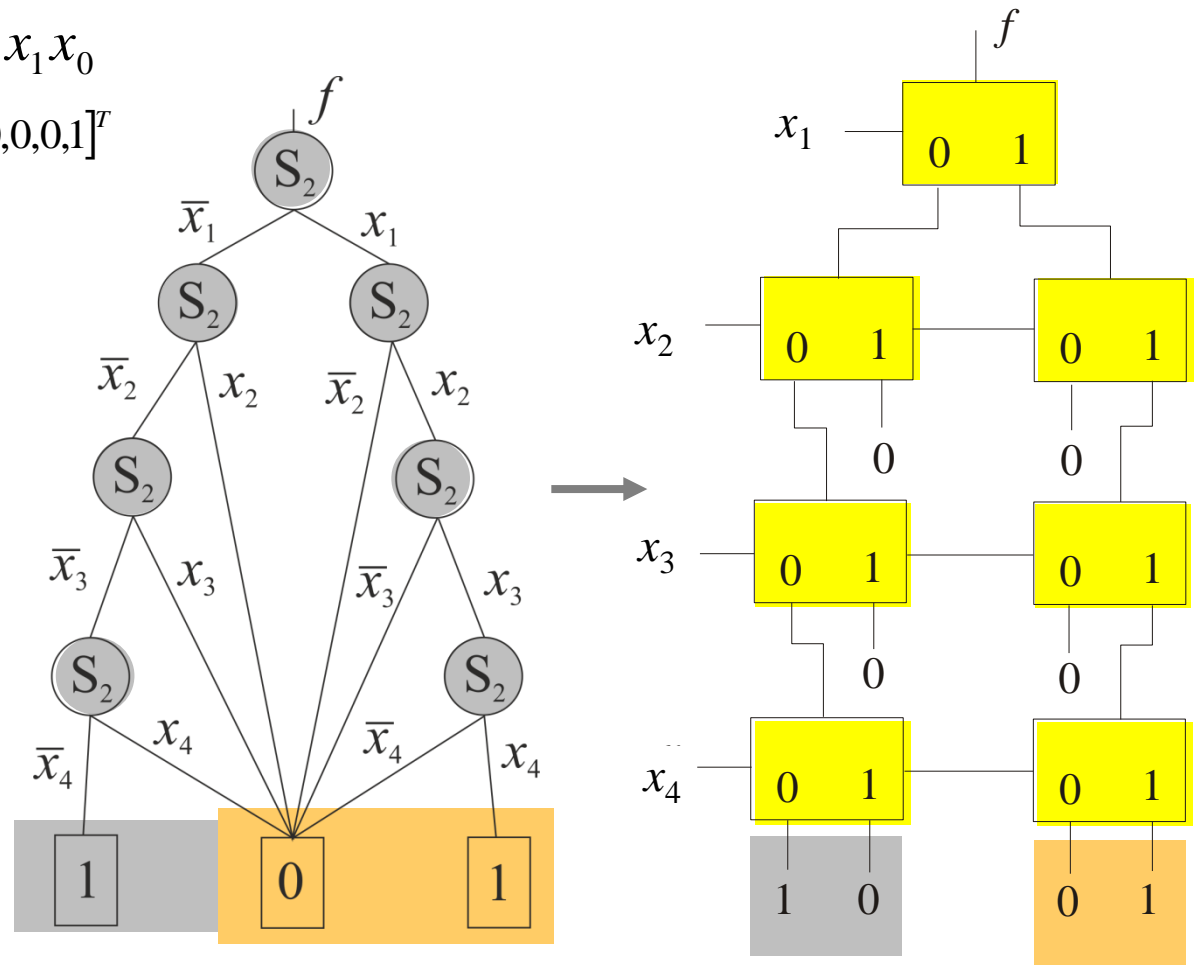 x₁x₀
,0,0,1]ᵀ
f
S₂
x̄₁ x₁
S₂ S₂
x̄₂ x₂ x̄₂ x₂
S₂ S₂
x̄₃ x₃ x̄₃ x₃
S₂ S₂
x̄₄ x₄ x̄₄ x₄
1 0 1
f
x₁ 0 1
x₂ 0 1 0 1
0 0
x₃ 0 1 0 1
0 0
x₄ 0 1 0 1
1 0 0 1